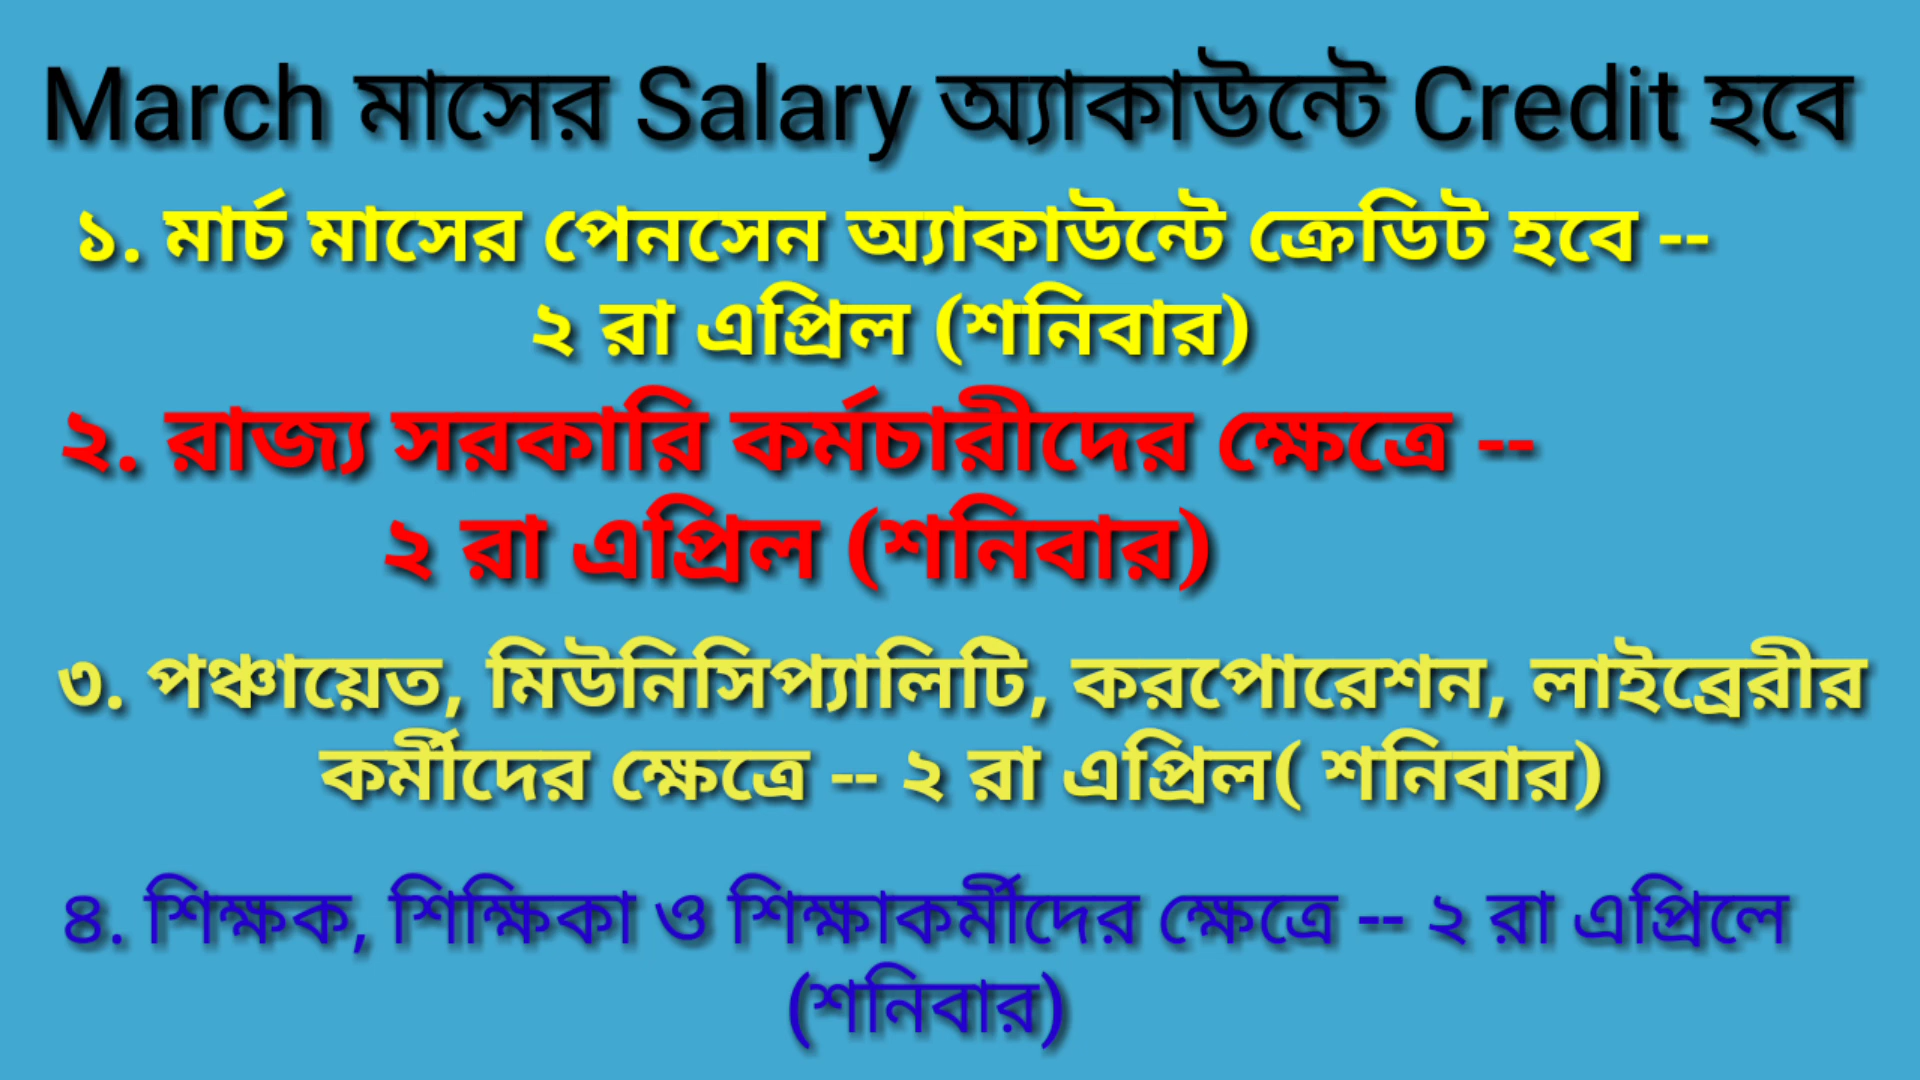 March মাসের Salary অ্যাকাউন্টে Credit হবে
১. মার্চ মাসের পেনসেন অ্যাকাউন্টে ক্রেডিট হবে --
২ রা এপ্রিল (শনিবার)
২. রাজ্য সরকারি কর্মচারীদের ক্ষেত্রে --
২ রা এপ্রিল (শনিবার)
৩. পঞ্চায়েত, মিউনিসিপ্যালিটি, করপোরেশন, লাইব্রেরীর
কর্মীদের ক্ষেত্রে -- ২ রা এপ্রিল( শনিবার)
৪. শিক্ষক, শিক্ষিকা ও শিক্ষাকর্মীদের ক্ষেত্রে -- ২ রা এপ্রিলে
(শনিবার)